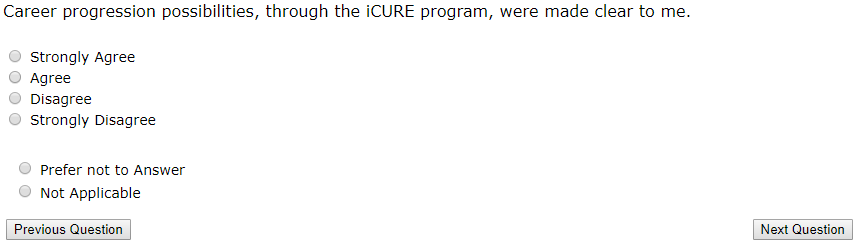 Career progression possibilities, through the iCURE program, were made clear to me.
Strongly Agree
Agree
Disagree
Strongly Disagree
Prefer not to Answer
Not Applicable
Previous Question
Next Question